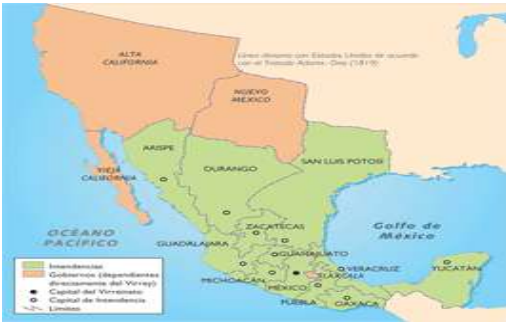 ALTA
CALIFORNIA
Línea divisoria con Estados Unidos de acuerdo
con el Tratado Adams-Onís (1819)
NUEVO
MÉXICO
ARISPE
DURANGO
SAN LUIS POTOSÍ
VIEJA
CALIFORNIA
ZACATECAS
OCÉANO
PACÍFICO
Golfo de
México
GUADALAJARA
GUANAJUATO
VERACRUZ
YUCATÁN
TLAXCALA
MICHOACÁN
MÉXICO
PUEBLA
OAXACA
Intendencias
Gobiernos (dependientes
directamente del Virrey)
Capital del Virreinato
Capital de Intendencia
Límites